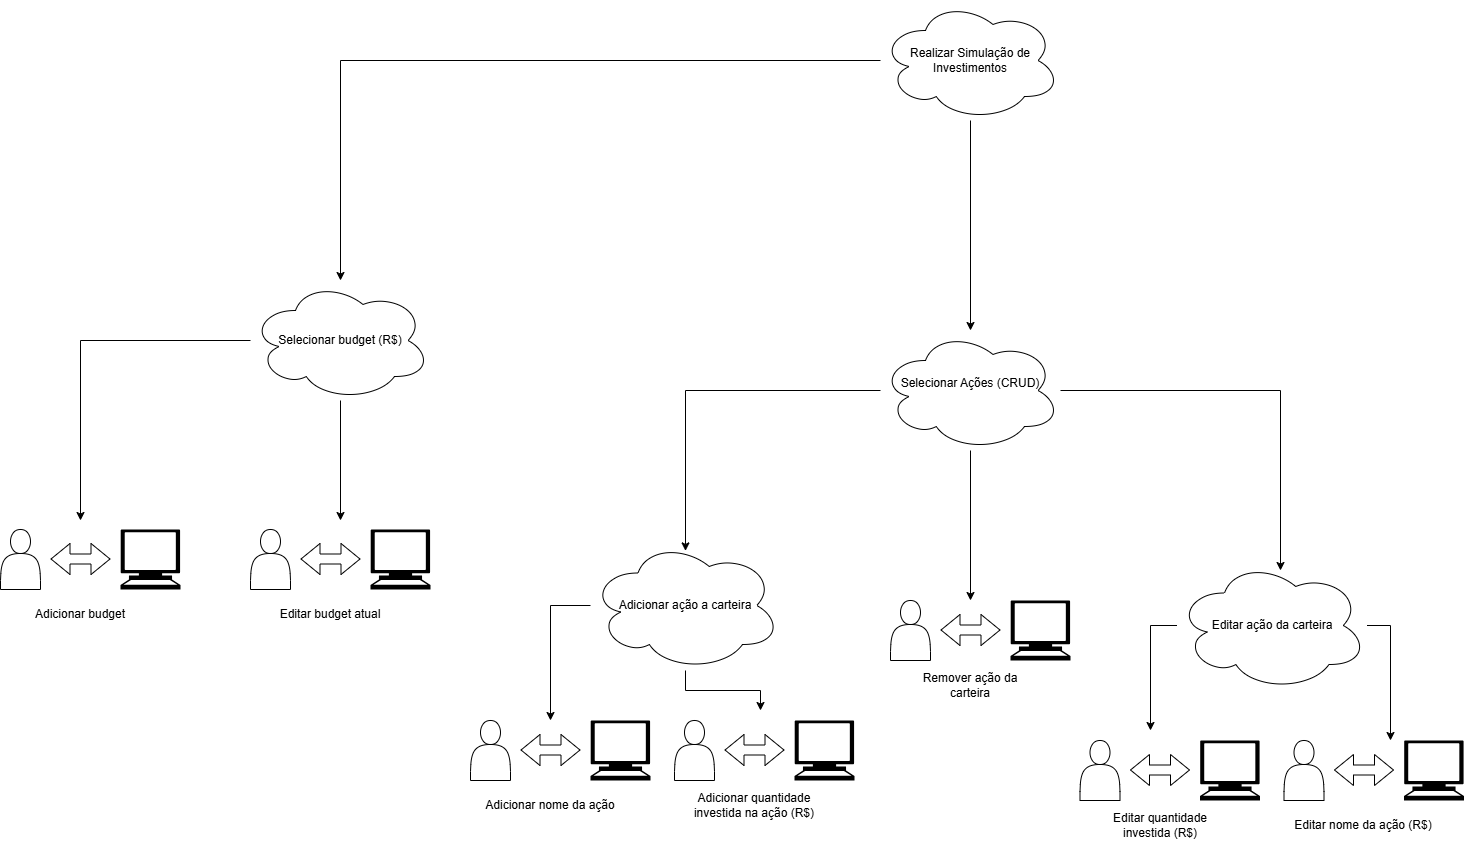 Realizar Simulação de
Investimentos
Selecionar budget (R$)
Selecionar Ações (CRUD)
Adicionar budget
Editar budget atual
Adicionar ação a carteira
Editar ação da carteira
Remover ação da
carteira
Adicionar nome da ação
Adicionar quantidade
investida na ação (R$)
Editar quantidade
investida (R$)
Editar nome da ação (R$)